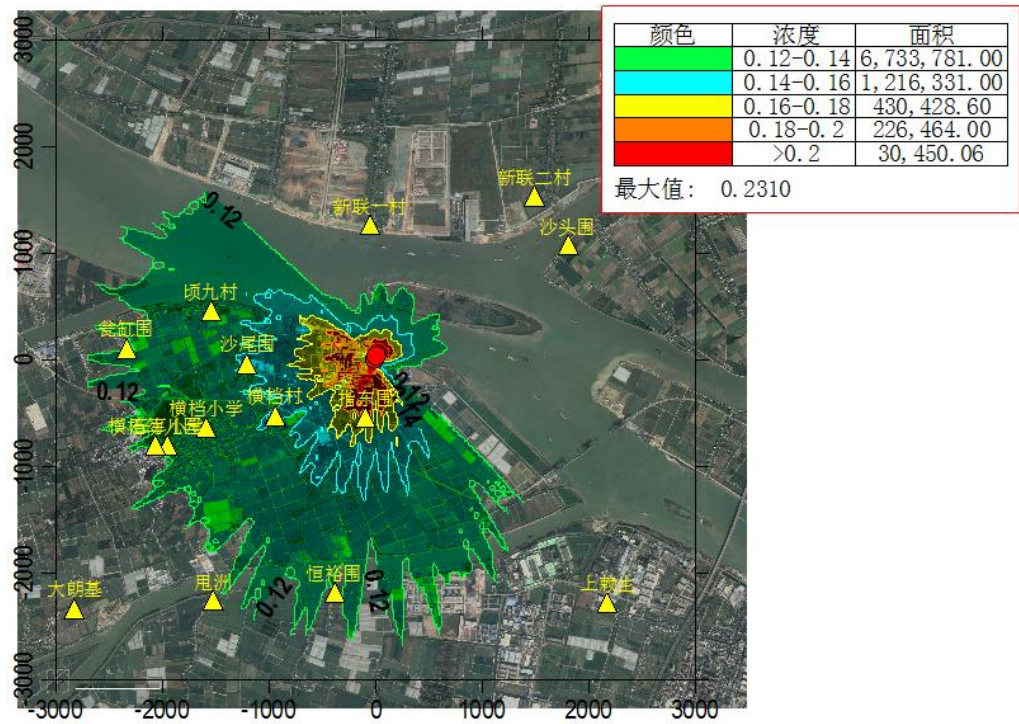 颜色 浓度 面积
0.12-0.14 6,733,781.00
0.14-0.16 1,216,331.00
0.16-0.18 430,428.60
0.18-0.2 226,464.00
>0.2 30,450.06
最大值: 0.2310
3000
2000
1000
0
-1000
-2000
-3000
新联二村
新联一村
沙头围
0.12
顷九村
瓮缸围
沙尾围
0.12
横档村
指东围
0.12
横档小学
恒裕围
0.12
0.12
大朗基
甩洲
-3000 -2000 -1000 0 1000 2000 3000